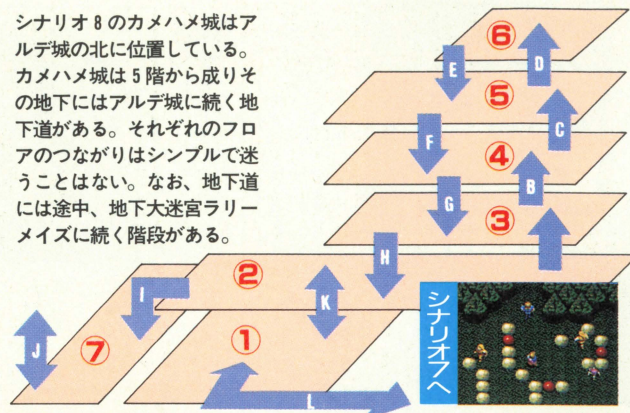 シナリオ8のカメハメ城はア
ルデ城の北に位置している。
カメハメ城は5階から成りそ
の地下にはアルデ城に続く地
下道がある。それぞれのフロ
アのつながりはシンプルで迷
うことはない。なお、地下道
には途中、地下大迷宮ラリー
メイズに続く階段がある。
⑥
E
D
⑤
F
C
④
G
B
③
H
②
I
K
J
⑦
①
L
シナリオ7へ